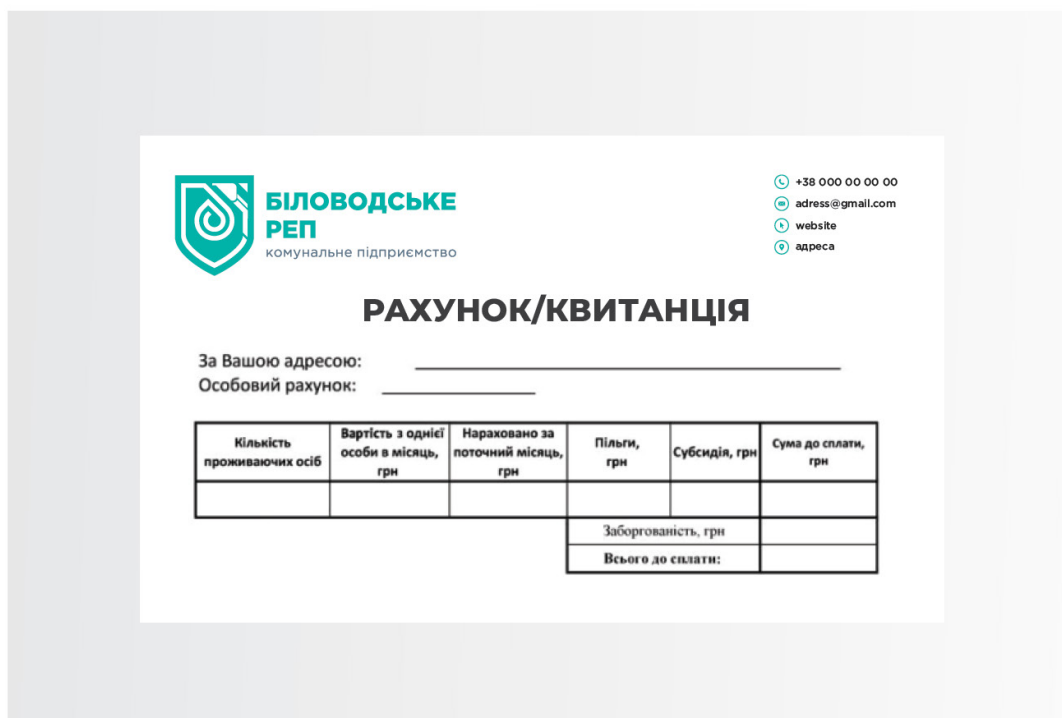 БІЛОВОДСЬКЕ
РЕП
комунальне підприємство
+38 000 00 00 00
adress@gmail.com
website
адреса
РАХУНОК/КВИТАНЦІЯ
За Вашою адресою:
Особовий рахунок:
Кількість
проживаючих осіб
Вартість з однієї
особи в місяць,
грн
Нараховано за
поточний місяць,
грн
Пільги,
грн
Субсидія, грн
Сума до сплати,
грн
Заборгованість, грн
Всього до сплати: